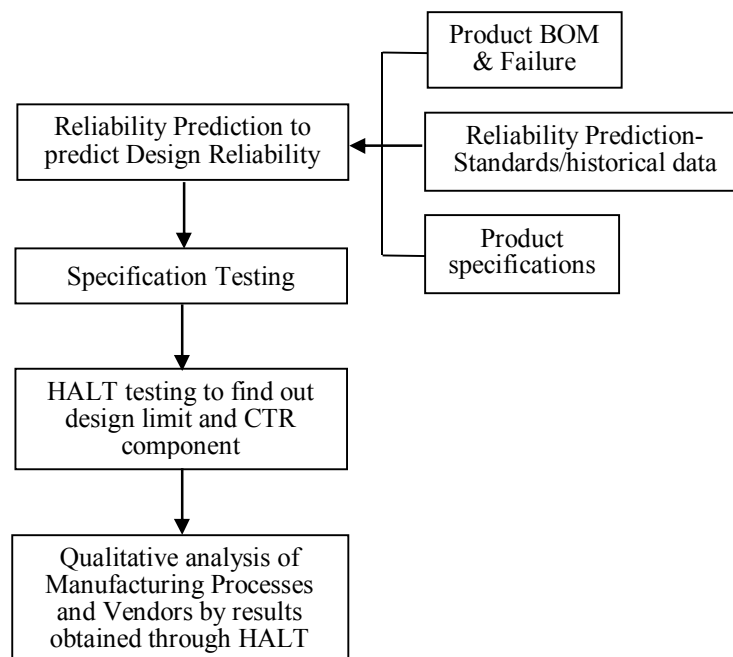 Product BOM
& Failure
Reliability Prediction to
predict Design Reliability
Reliability Prediction-
Standards/historical data
Product
specifications
Specification Testing
HALT testing to find out
design limit and CTR
component
Qualitative analysis of
Manufacturing Processes
and Vendors by results
obtained through HALT